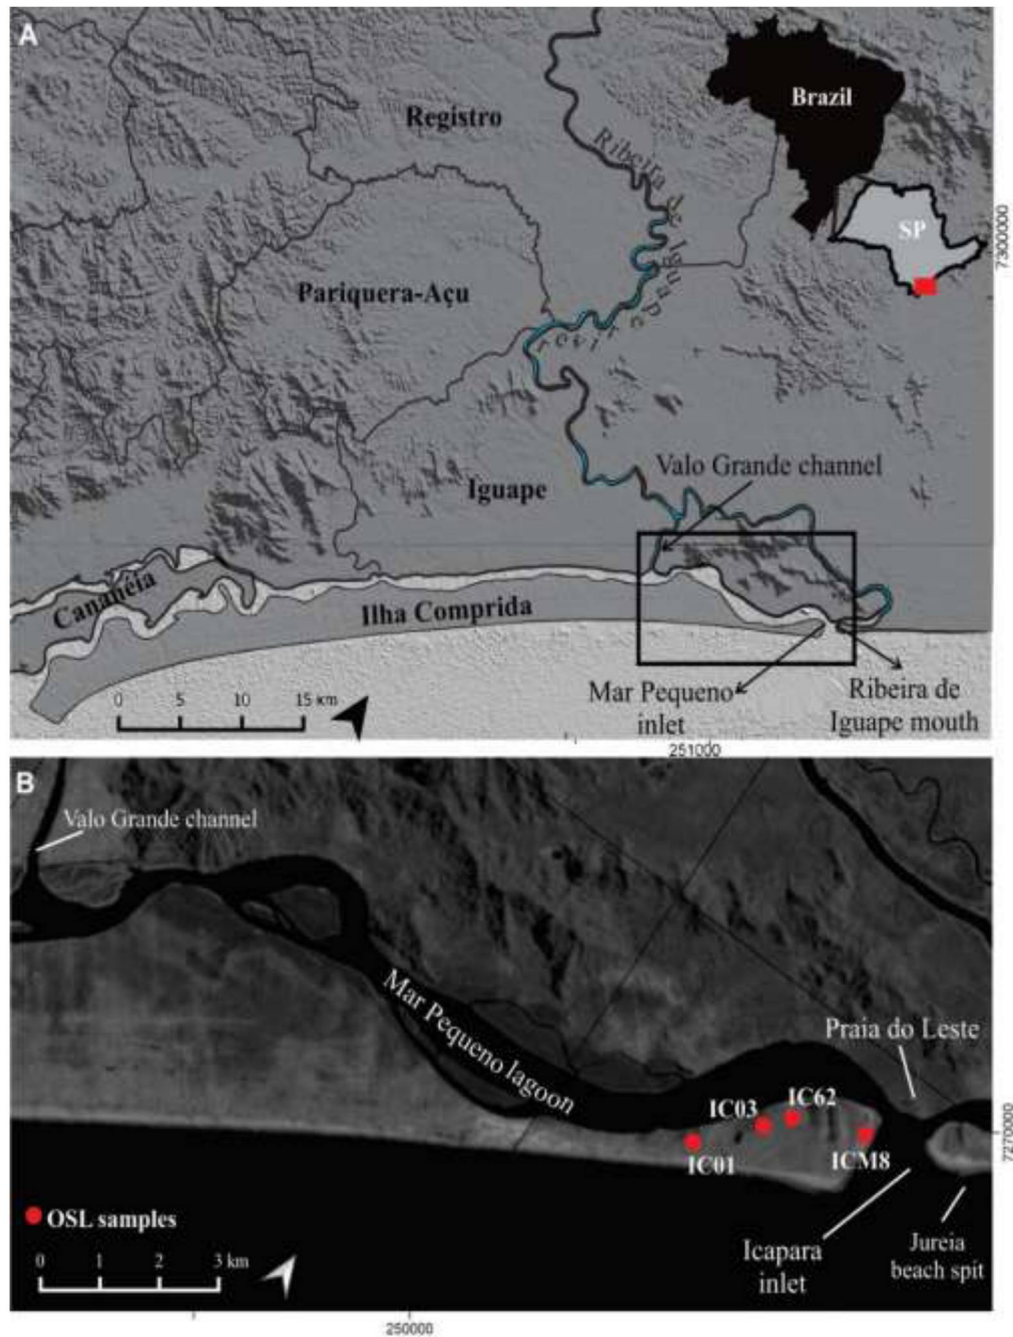 A
Brazil
Registro
Ribeira de Iguape river
SP
7300000
Pariquera-Açu
Valo Grande channel
Iguape
Cananéia
Ilha Comprida
0 5 10 15 км
Mar Pequeno
inlet
Ribeira de
Iguape mouth
251000
B
Valo Grande channel
Mar Pequeno lagoon
Praia do Leste
IC03
IC62
IC01
ICM8
7270000
OSL samples
0 1 2 3 km
Icapara
inlet
Jureia
beach spit
250000